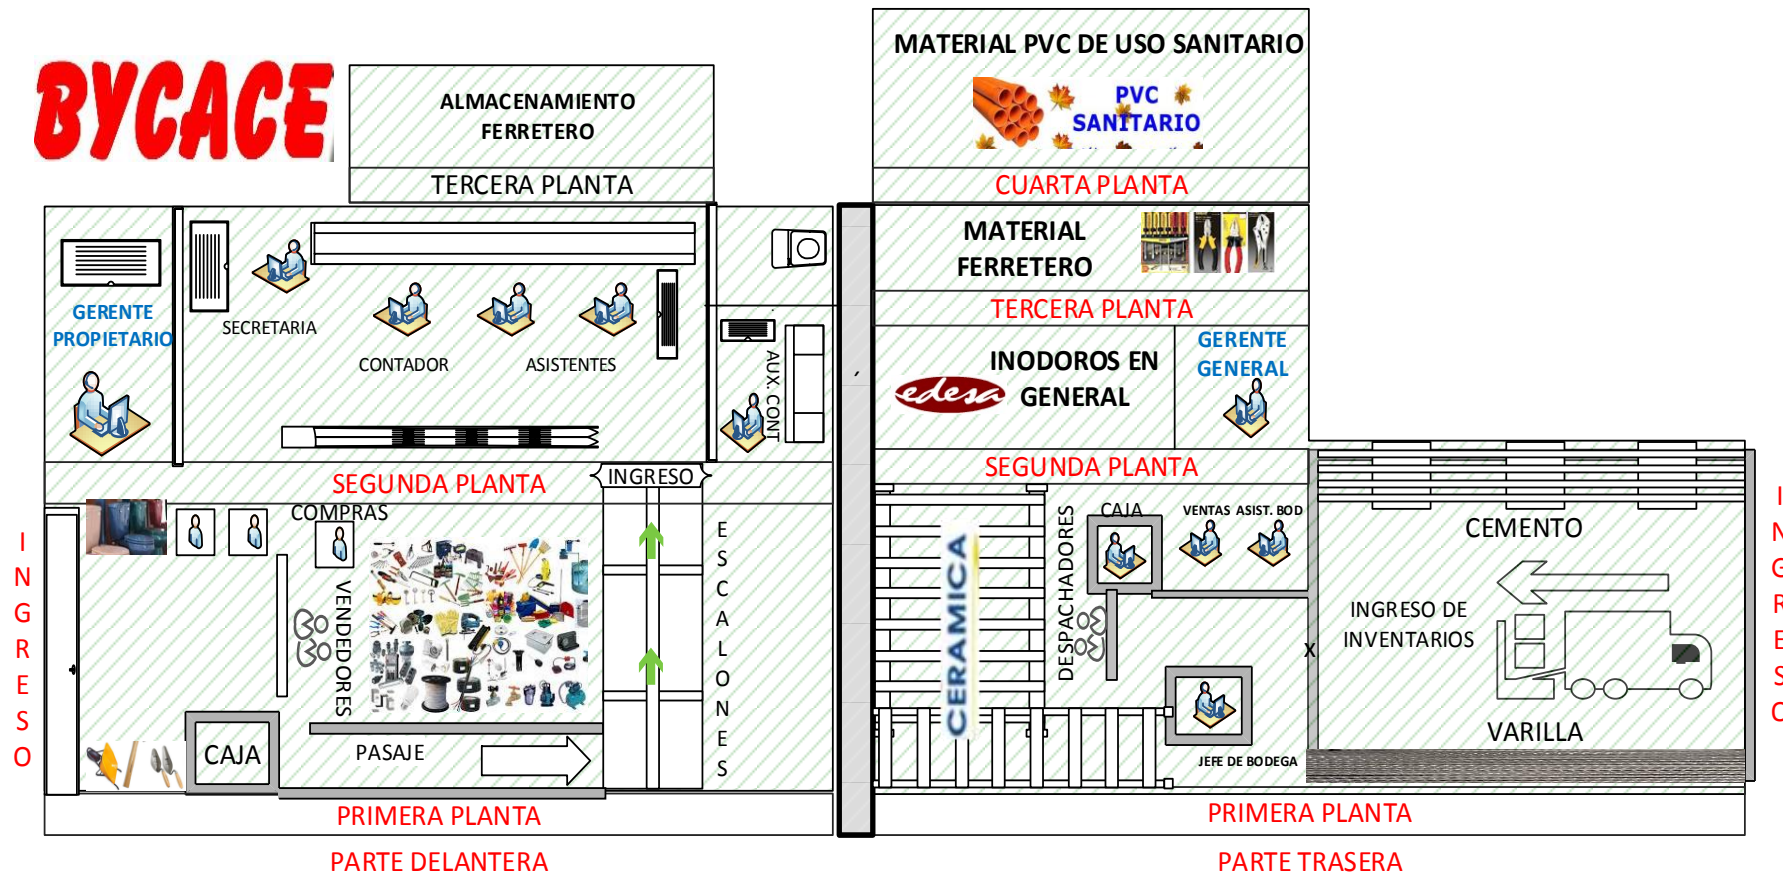 BYCACE
ALMACENAMIENTO
FERRETERO
TERCERA PLANTA
GERENTE
PROPIETARIO
SECRETARIA
CONTADOR
ASISTENTES
AUX. CONT
SEGUNDA PLANTA
INGRESO
COMPRAS
VENDEDORES
ESCALONES
INGRESO
CAJA
PASAJE
PRIMERA PLANTA
PARTE DELANTERA
MATERIAL PVC DE USO SANITARIO
PVC
SANITARIO
CUARTA PLANTA
MATERIAL
FERRETERO
TERCERA PLANTA
INODOROS EN
GENERAL
edesa
GERENTE
GENERAL
SEGUNDA PLANTA
CERAMICA
DESPACHADORES
CAJA
VENTAS ASIST. BOD
CEMENTO
INGRESO DE
INVENTARIOS
X
VARILLA
JEFE DE BODEGA
INGRESO
PRIMERA PLANTA
PARTE TRASERA